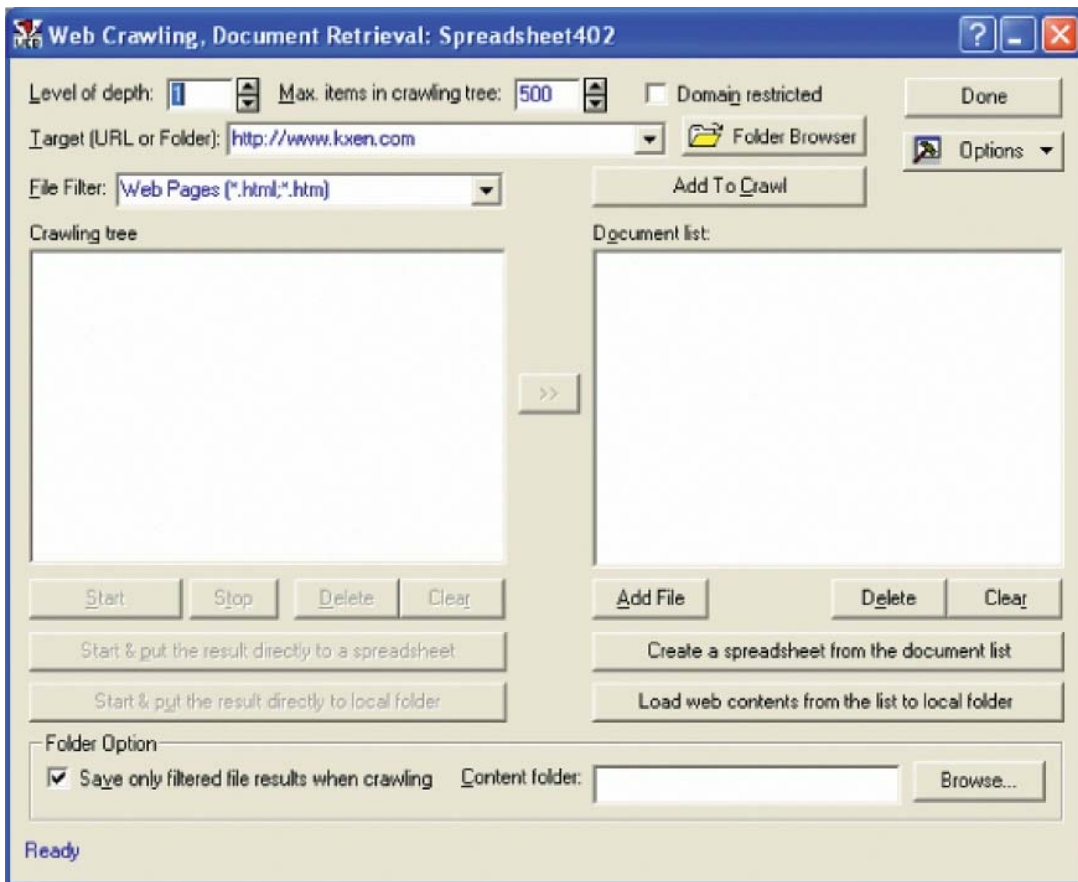 Web Crawling, Document Retrieval: Spreadsheet402
Level of depth: 1 Max. items in crawling tree: 500 Domain restricted Done
Target (URL or Folder): http://www.kxen.com Folder Browser Options
File Filter: Web Pages (*.html;*.htm) Add To Crawl
Crawling tree Document list:
>>
Start Stop Delete Clear Add File Delete Clear
Start & put the result directly to a spreadsheet Create a spreadsheet from the document list
Start & put the result directly to local folder Load web contents from the list to local folder
Folder Option
Save only filtered file results when crawling Content folder: Browse...
Ready